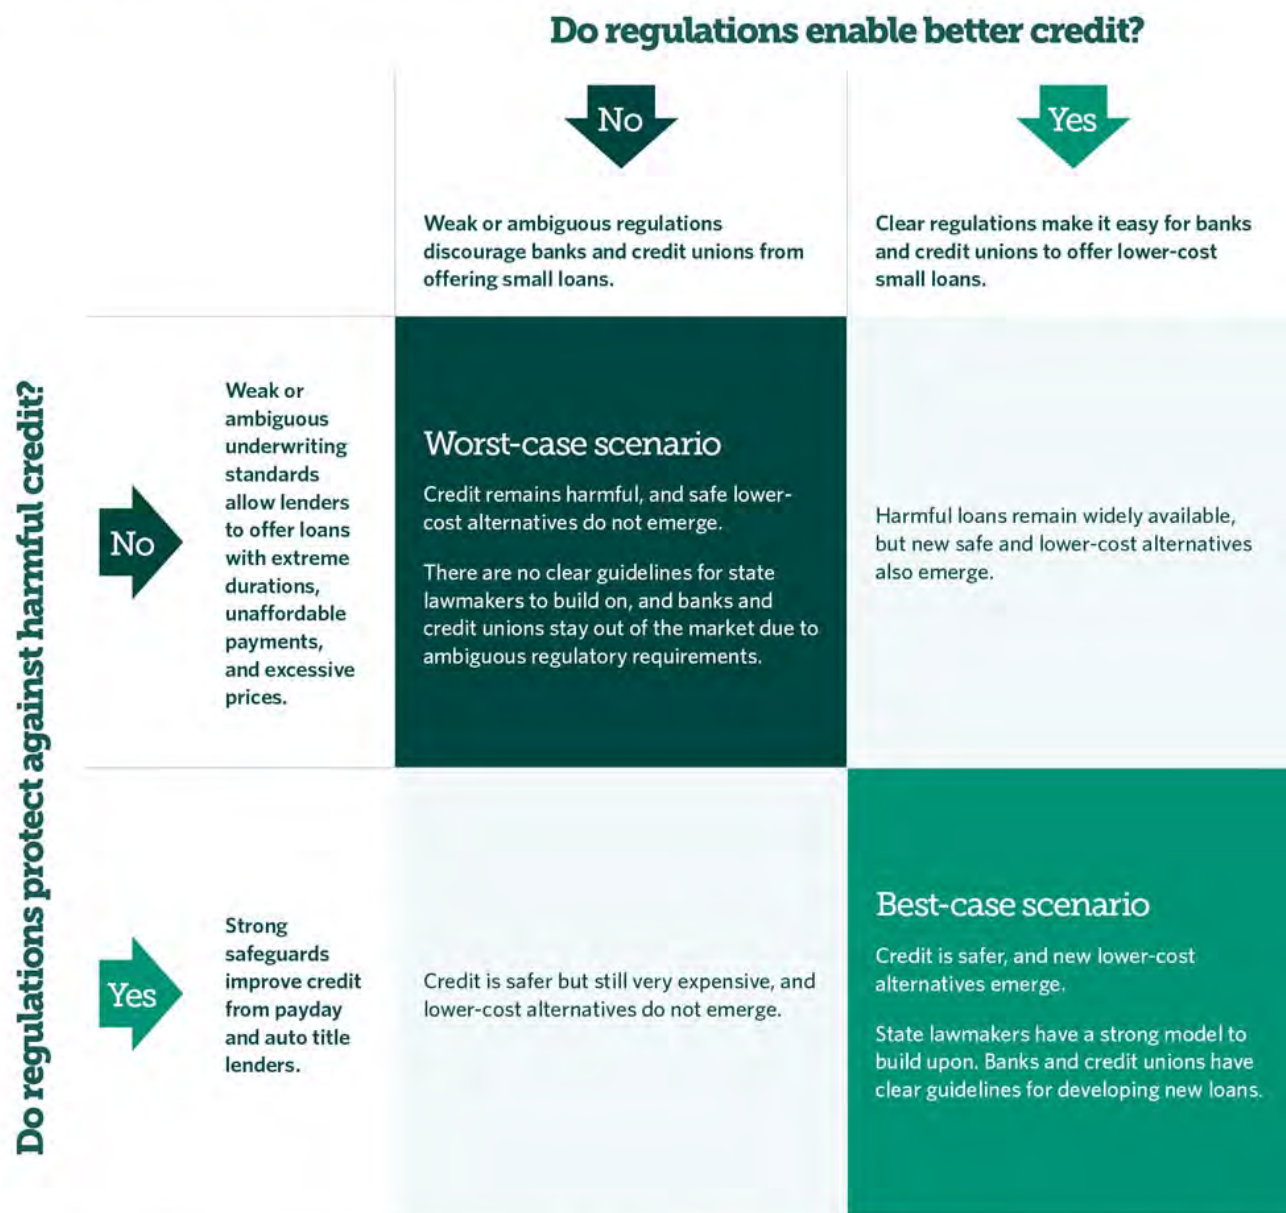 Do regulations enable better credit?
No
Yes
Weak or ambiguous regulations
discourage banks and credit unions from
offering small loans.
Clear regulations make it easy for banks
and credit unions to offer lower-cost
small loans.
Do regulations protect against harmful credit?
No
Weak or
ambiguous
underwriting
standards
allow lenders
to offer loans
with extreme
durations,
unaffordable
payments,
and excessive
prices.
Worst-case scenario
Credit remains harmful, and safe lower-
cost alternatives do not emerge.
There are no clear guidelines for state
lawmakers to build on, and banks and
credit unions stay out of the market due to
ambiguous regulatory requirements.
Harmful loans remain widely available,
but new safe and lower-cost alternatives
also emerge.
Yes
Strong
safeguards
improve credit
from payday
and auto title
lenders.
Credit is safer but still very expensive, and
lower-cost alternatives do not emerge.
Best-case scenario
Credit is safer, and new lower-cost
alternatives emerge.
State lawmakers have a strong model to
build upon. Banks and credit unions have
clear guidelines for developing new loans.